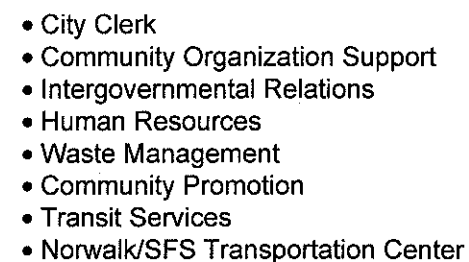 • City Clerk
• Community Organization Support
• Intergovernmental Relations
• Human Resources
• Waste Management
• Community Promotion
• Transit Services
• Norwalk/SFS Transportation Center